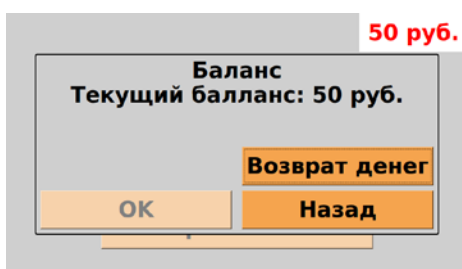 50 руб.
Баланс
Текущий балланс: 50 руб.
Возврат денег
OK
Назад